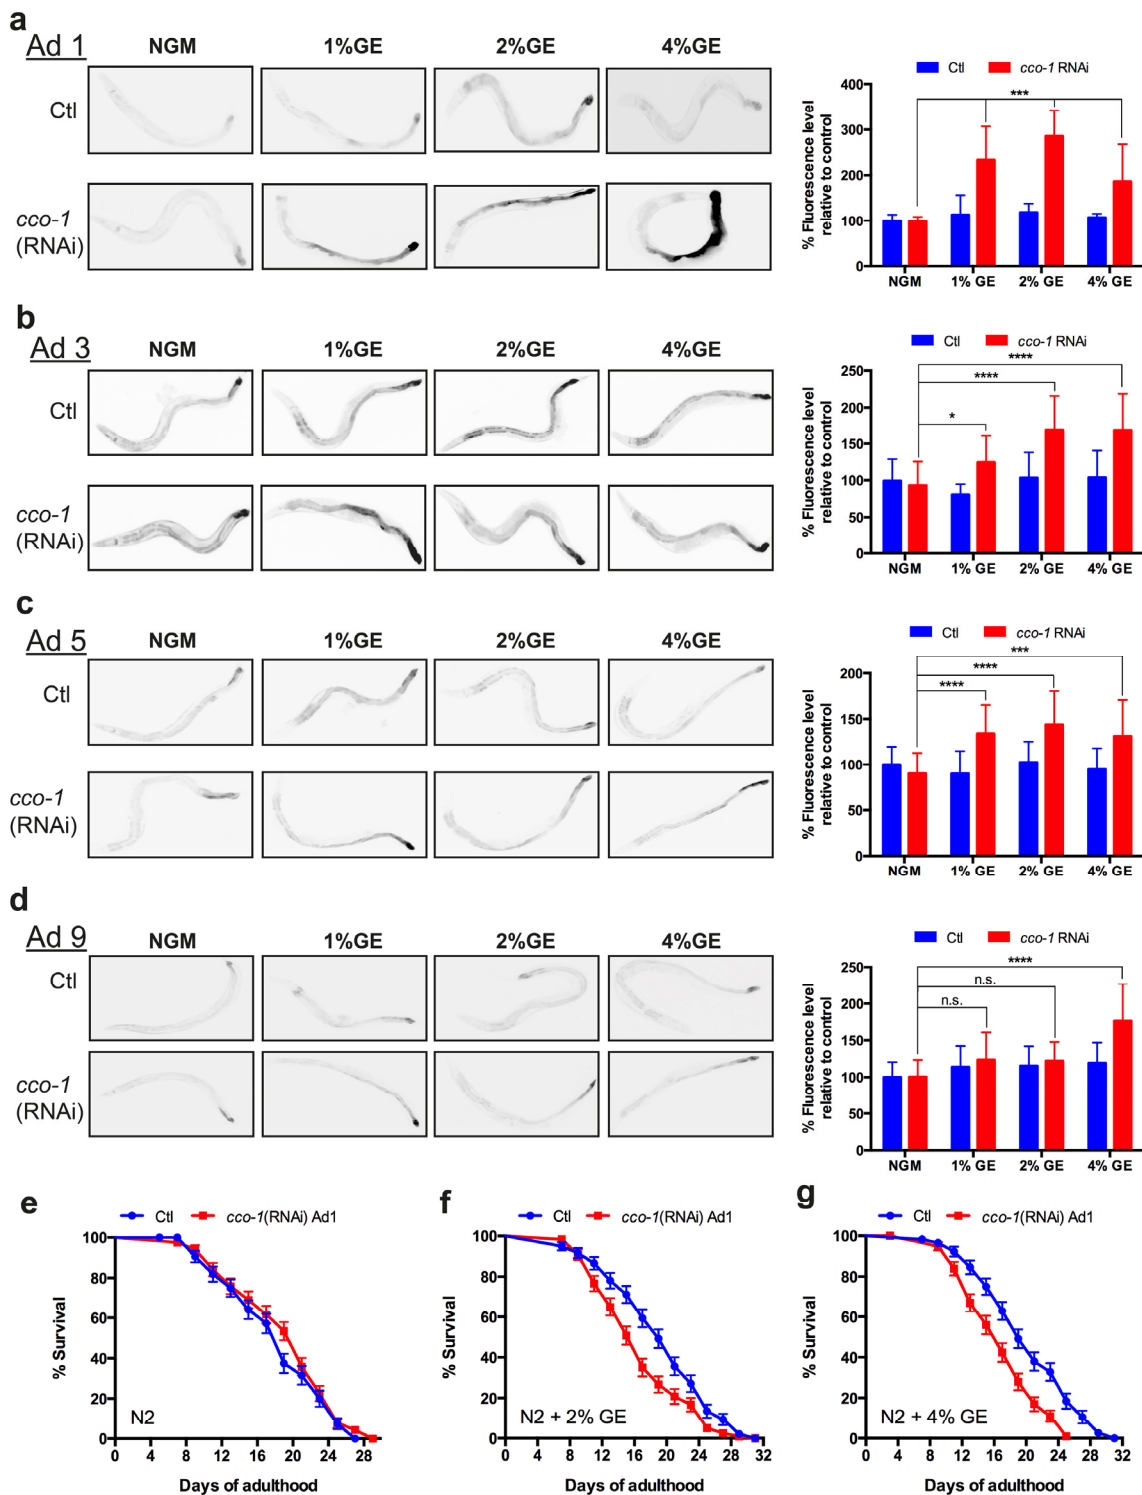 a
Ad 1
NGM 1%GE 2%GE 4%GE
Ctl
cco-1
(RNAi)
Ctl cco-1 RNAi
% Fluorescence level
relative to control
400
300
200
100
0
***
NGM 1% GE 2% GE 4% GE
b
Ad 3
NGM 1%GE 2%GE 4%GE
Ctl
cco-1
(RNAi)
Ctl cco-1 RNAi
% Fluorescence level
relative to control
250
200
150
100
50
0
****
****
*
NGM 1% GE 2% GE 4% GE
c
Ad 5
NGM 1%GE 2%GE 4%GE
Ctl
cco-1
(RNAi)
Ctl cco-1 RNAi
% Fluorescence level
relative to control
200
150
100
50
0
***
****
****
NGM 1% GE 2% GE 4% GE
d
Ad 9
NGM 1%GE 2%GE 4%GE
Ctl
cco-1
(RNAi)
Ctl cco-1 RNAi
% Fluorescence level
relative to control
250
200
150
100
50
0
****
n.s.
n.s.
NGM 1% GE 2% GE 4% GE
e
Ctl cco-1(RNAi) Ad1
% Survival
100
80
60
40
20
0
N2
0 4 8 12 16 20 24 28
Days of adulthood
f
Ctl cco-1(RNAi) Ad1
% Survival
100
80
60
40
20
0
N2 + 2% GE
0 4 8 12 16 20 24 28 32
Days of adulthood
g
Ctl cco-1(RNAi) Ad1
% Survival
100
80
60
40
20
0
N2 + 4% GE
0 4 8 12 16 20 24 28 32
Days of adulthood